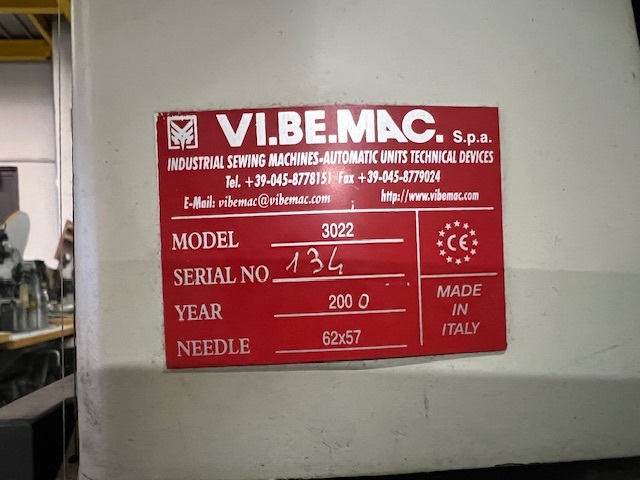 VI.BE.MAC. S.p.a.
INDUSTRIAL SEWING MACHINES-AUTOMATIC UNITS TECHNICAL DEVICES
Tel. +39-045-8778151 Fax +39-045-8779024
E-Mail: vibemac@vibemac.com http://www.vibemac.com
MODEL 3022
SERIAL NO 134
YEAR 2000
NEEDLE 62x57
CE
MADE
IN
ITALY